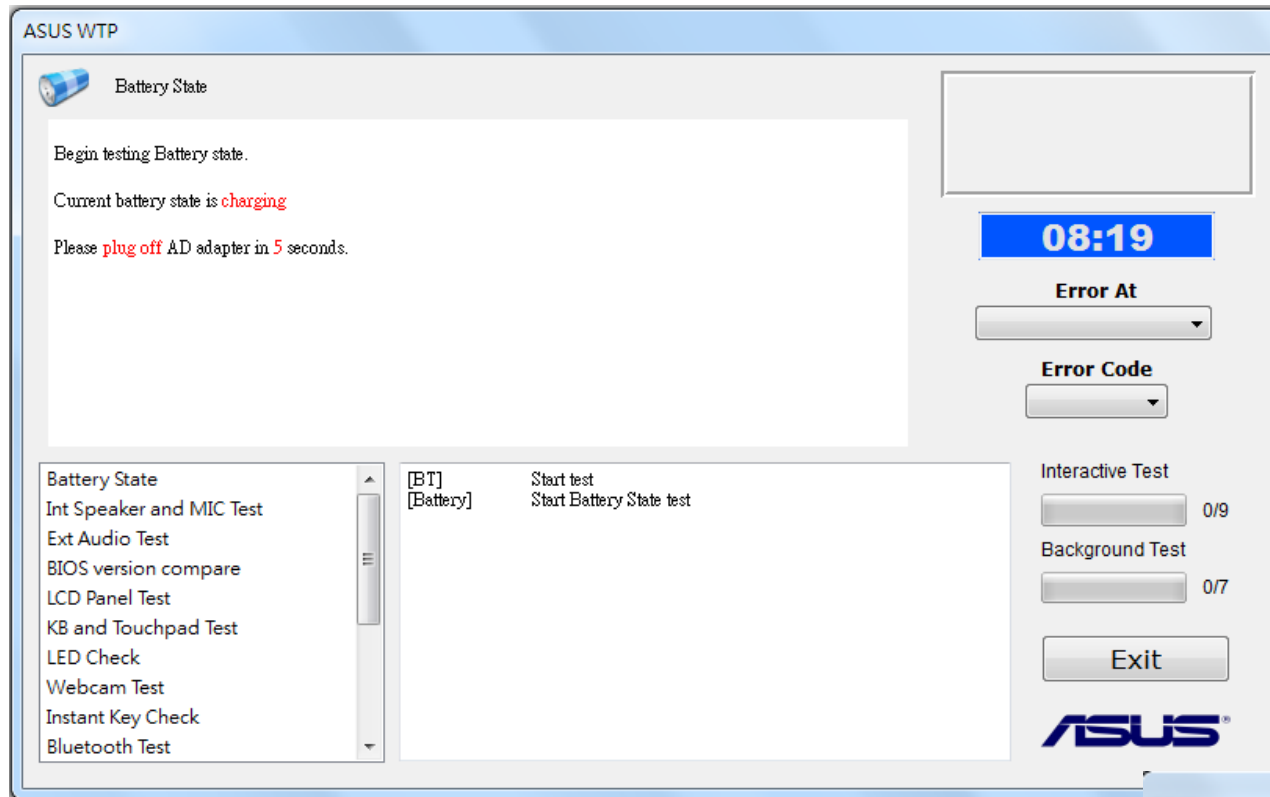 ASUS WTP
Battery State
Begin testing Battery state.
Current battery state is charging
Please plug off AD adapter in 5 seconds.
08:19
Error At
Error Code
Battery State
Int Speaker and MIC Test
Ext Audio Test
BIOS version compare
LCD Panel Test
KB and Touchpad Test
LED Check
Webcam Test
Instant Key Check
Bluetooth Test
[BT] Start test
[Battery] Start Battery State test
Interactive Test
0/9
Background Test
0/7
Exit
ASUS®